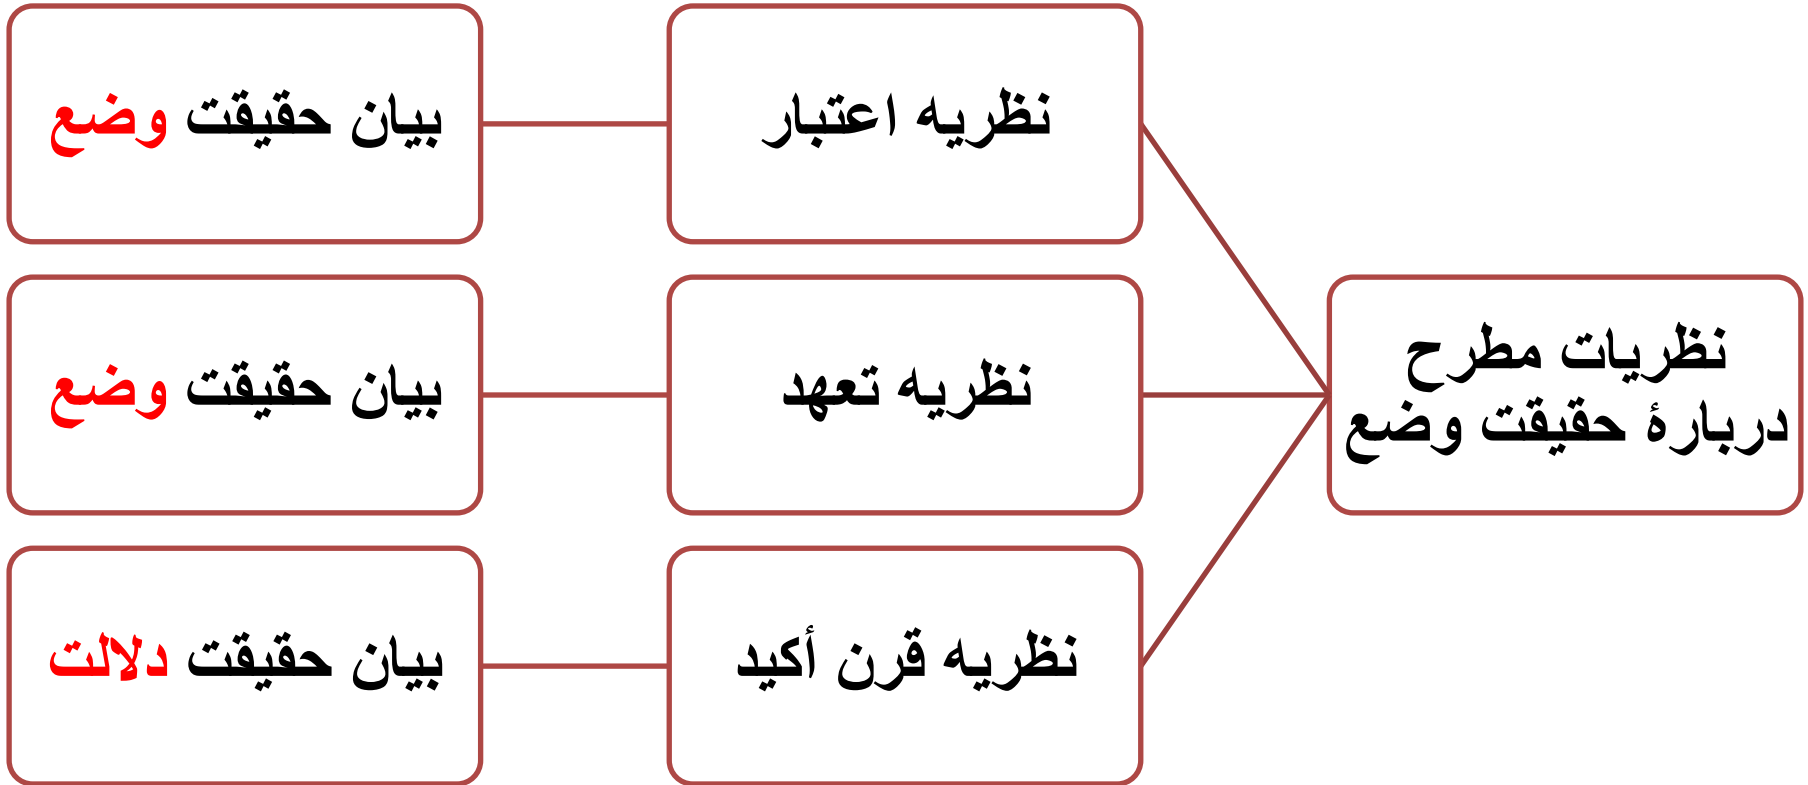 نظریات مطرح
دربارهٔ حقیقت وضع
نظریه اعتبار
بیان حقیقت وضع
نظریه تعهد
بیان حقیقت وضع
نظریه قرن أکید
بیان حقیقت دلالت